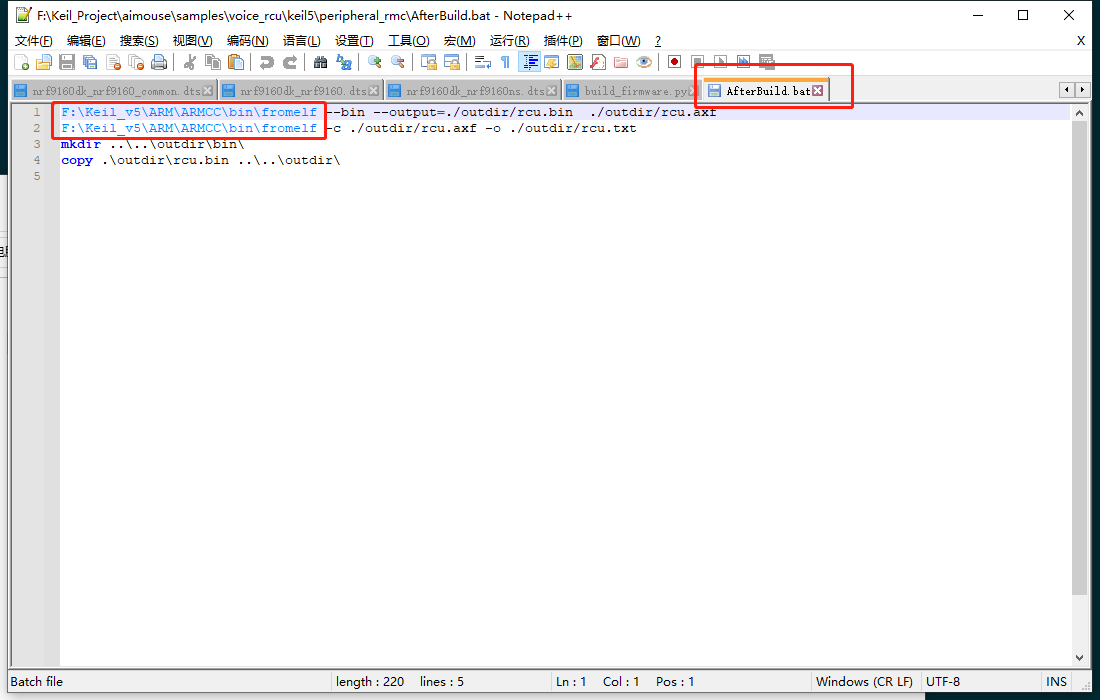 F:\Keil_Project\aimouse\samples\voice_rcu\keil5\peripheral_rmc\AfterBuild.bat - Notepad++
文件(F) 编辑(E) 搜索(S) 视图(V) 编码(N) 语言(L) 设置(T) 工具(O) 宏(M) 运行(R) 插件(P) 窗口(W) ? X
nrf9160dk_nrf9160_common.dts nrf9160dk_nrf9160.dts nrf9160dk_nrf9160ns.dts build_firmware.py AfterBuild.bat
1 F:\Keil_v5\ARM\ARMCC\bin\fromelf --bin --output=./outdir/rcu.bin ./outdir/rcu.axf
2 F:\Keil_v5\ARM\ARMCC\bin\fromelf -c ./outdir/rcu.axf -o ./outdir/rcu.txt
3 mkdir ..\..\outdir\bin\
4 copy .\outdir\rcu.bin ..\..\outdir\
5
Batch file length : 220 lines : 5 Ln : 1 Col : 1 Pos : 1 Windows (CR LF) UTF-8 INS